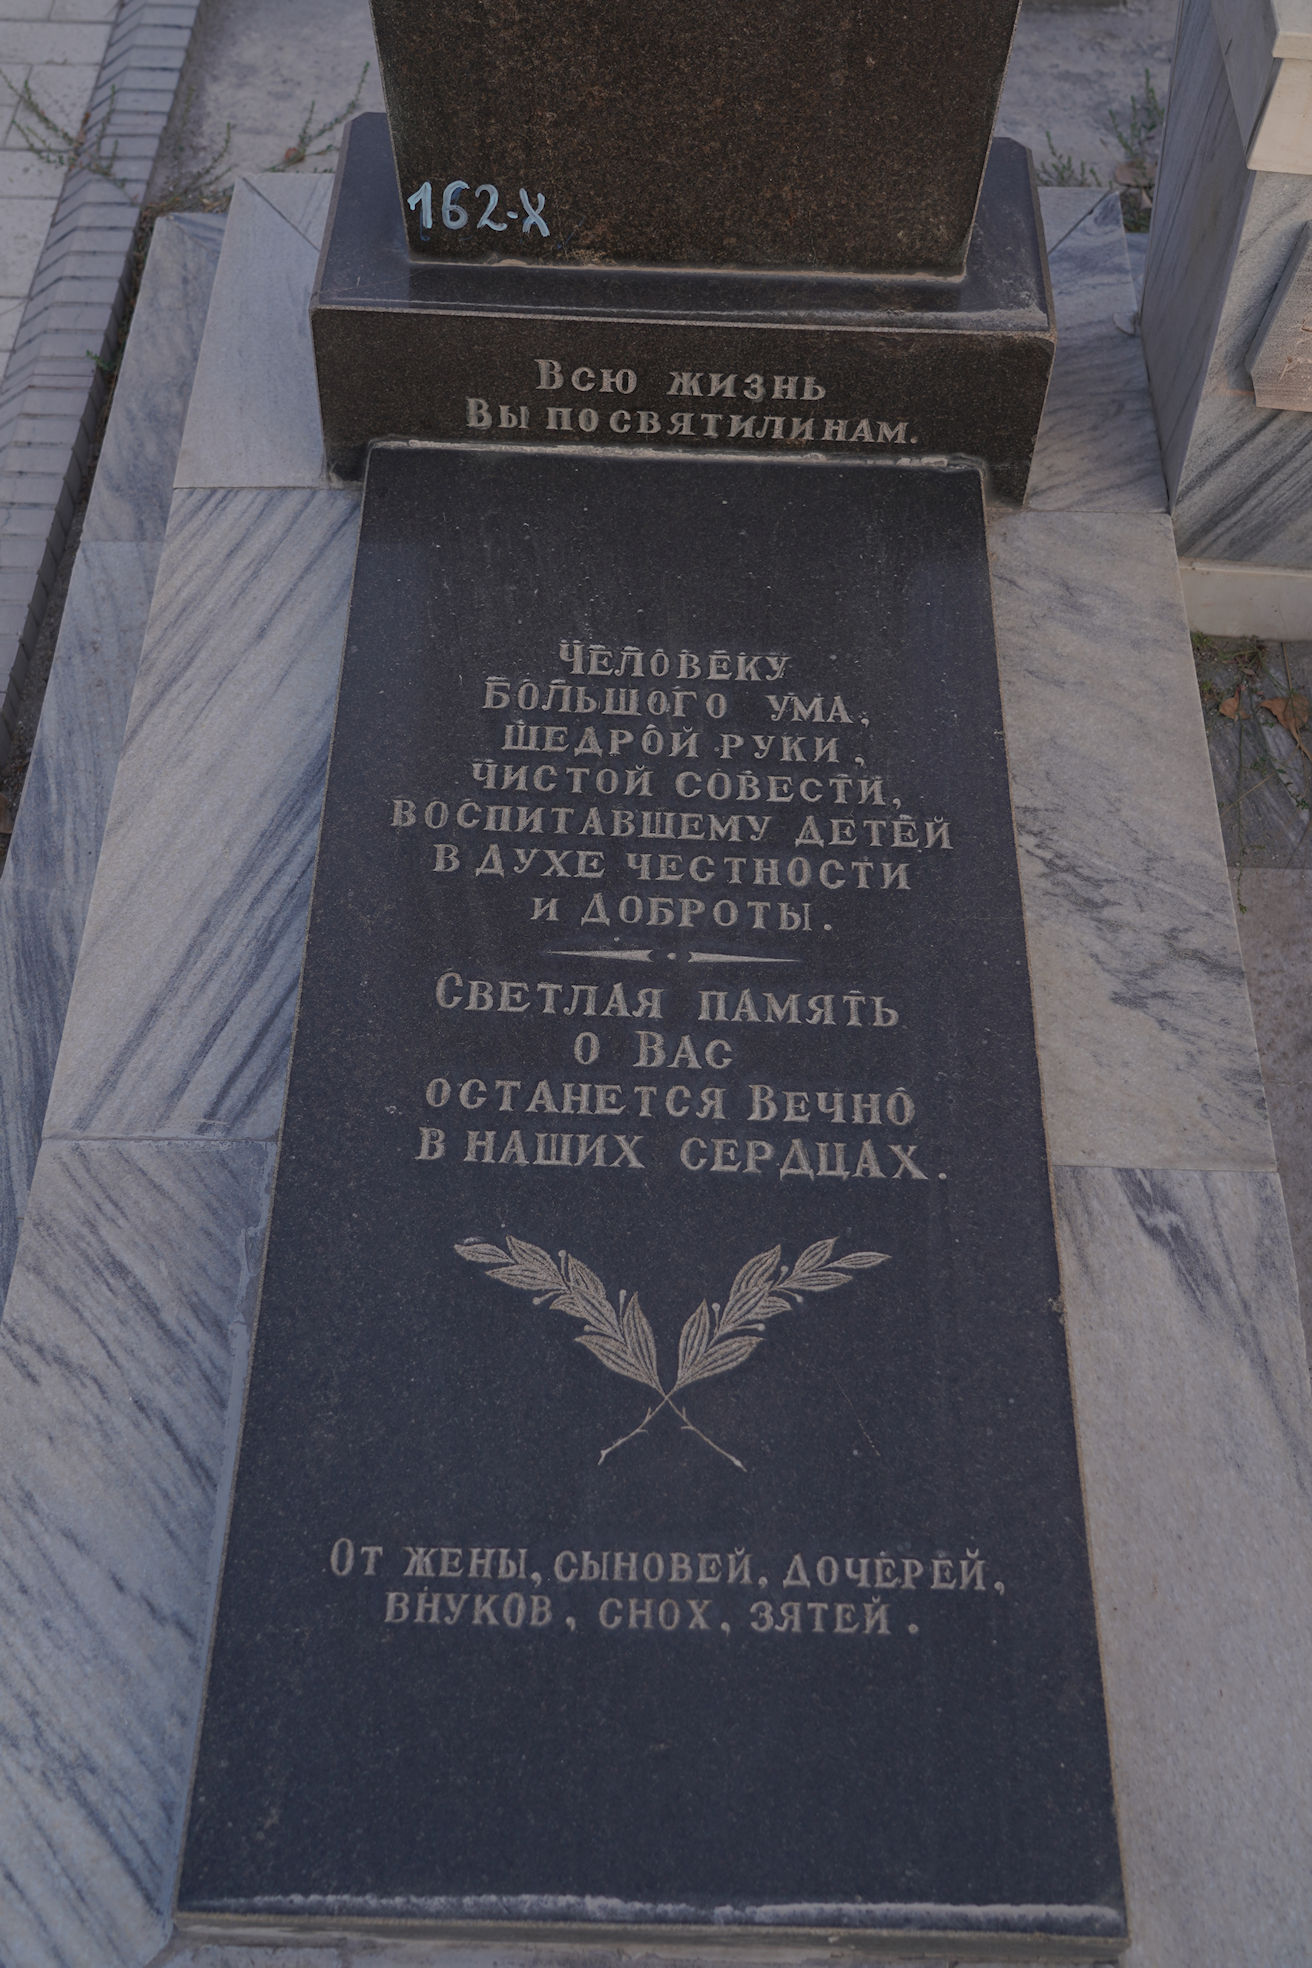 162-X
Всю жизнь
Вы посвятили нам.
Человеку
большого ума,
щедрой руки,
чистой совести,
воспитавшему детей
в духе честности
и доброты.
Светлая память
о Вас
останется Вечно
в наших сердцах.
От жены, сыновей, дочерей,
внуков, снох, зятей.